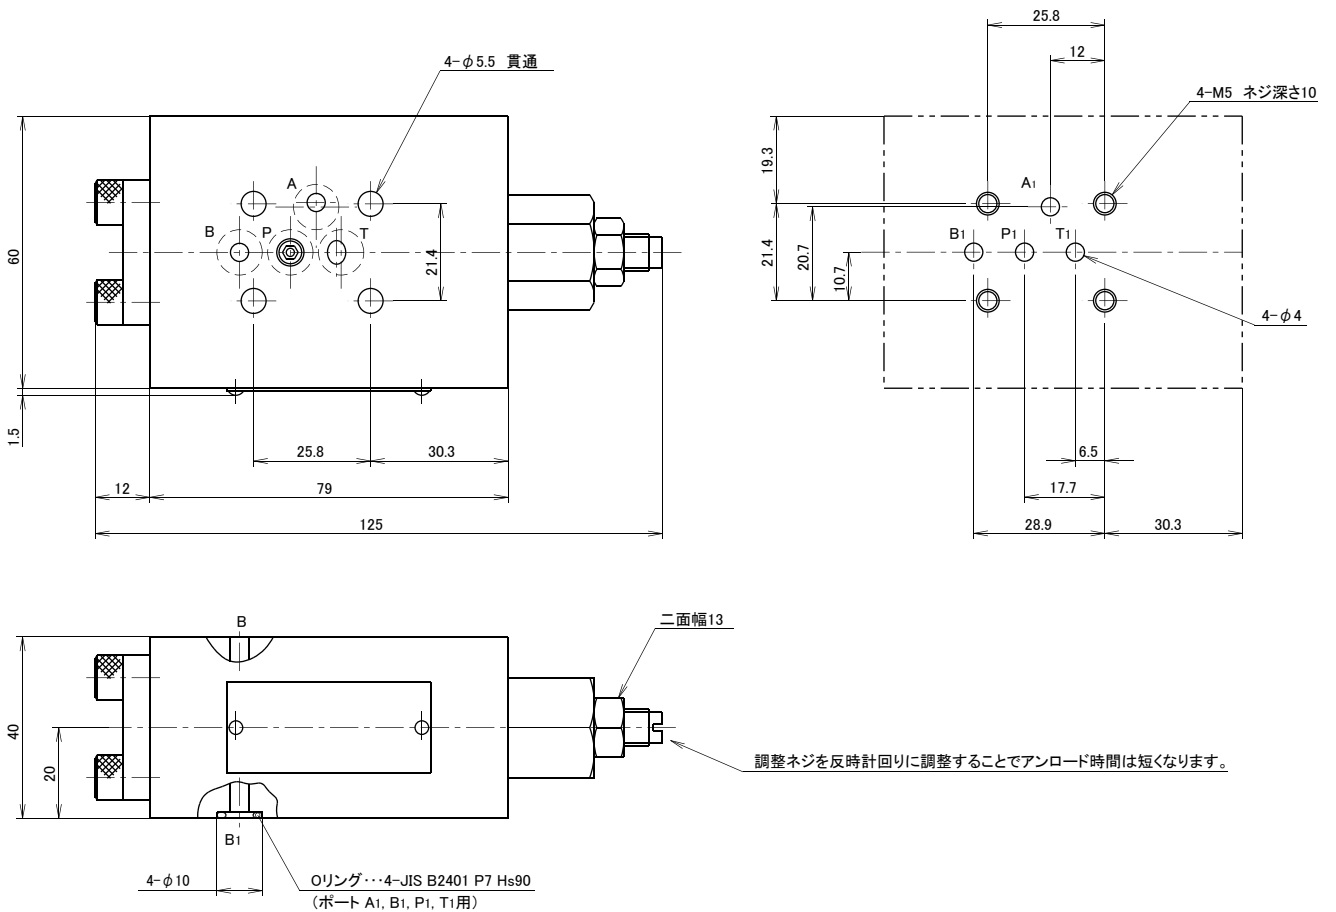 4-φ5.5 貫通
A
B
P
T
60
21.4
1.5
25.8
30.3
12
79
125
25.8
12
4-M5 ネジ深さ10
19.3
A1
B1
P1
T1
21.4
20.7
10.7
4-φ4
6.5
17.7
28.9
30.3
B
二面幅13
40
20
調整ネジを反時計回りに調整することでアンロード時間は短くなります。
B1
4-φ10
Oリング・・・4-JIS B2401 P7 Hs90
(ポート A1, B1, P1, T1用)